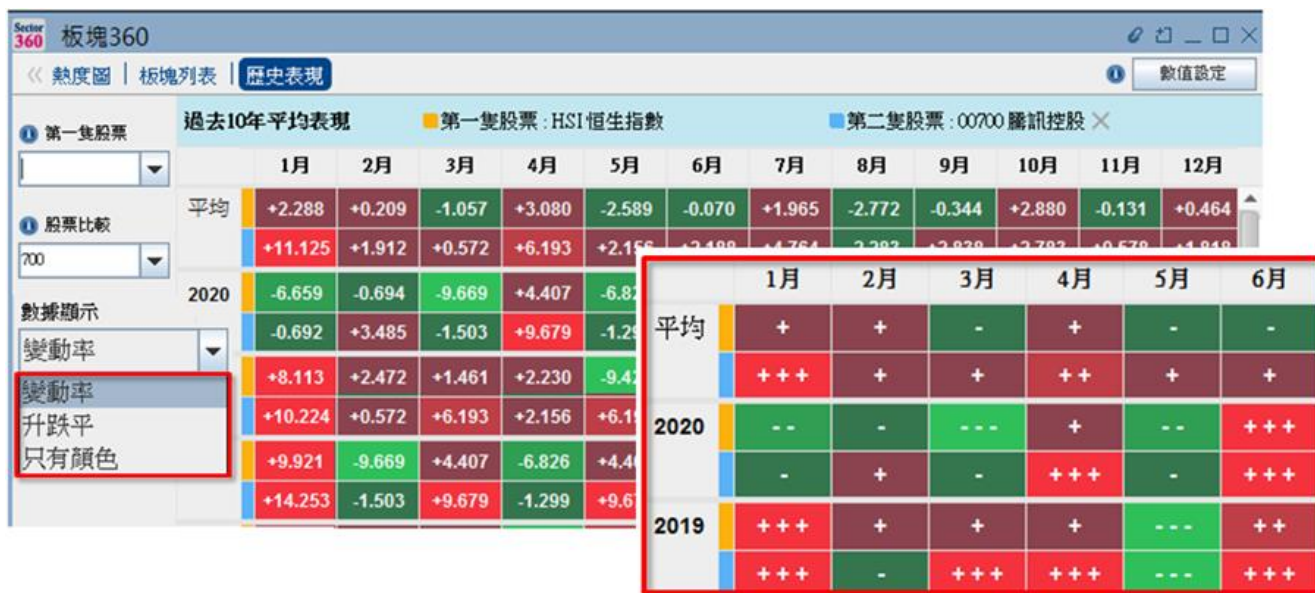 Sector 360 板塊360
« 熱度圖 | 板塊列表 | 歷史表現 數值設定
第一隻股票
股票比較
700
數據顯示
變動率
變動率
升跌平
只有顏色
過去10年平均表現 第一隻股票 : HSI 恒生指數 第二隻股票 : 00700 騰訊控股 ×
1月 2月 3月 4月 5月 6月 7月 8月 9月 10月 11月 12月
平均 +2.288 +0.209 -1.057 +3.080 -2.589 -0.070 +1.965 -2.772 -0.344 +2.880 -0.131 +0.464
+11.125 +1.912 +0.572 +6.193
2020 -6.659 -0.694 -9.669 +4.407
-0.692 +3.485 -1.503 +9.679
+8.113 +2.472 +1.461 +2.230
+10.224 +0.572 +6.193 +2.156
+9.921 -9.669 +4.407 -6.826
+14.253 -1.503 +9.679 -1.299
1月 2月 3月 4月 5月 6月
平均 + + - + - -
+++ + + ++ + +
2020 -- - --- + -- +++
- + - +++ - +++
2019 +++ + + + --- ++
+++ - +++ +++ --- +++